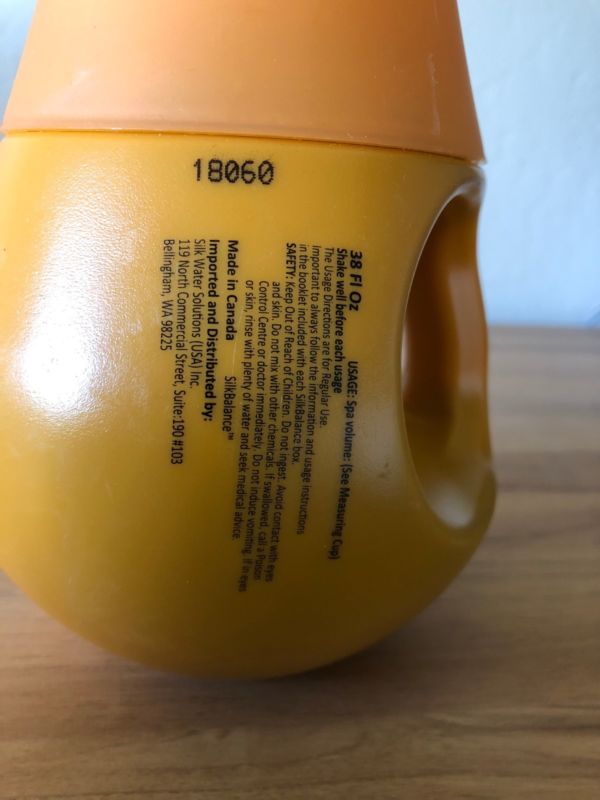 18060
38 Fl Oz USAGE: Spa volume: (See Measuring Cup)
Shake well before each usage
The Usage Directions are for Regular Use.
Important to always follow the information and usage instructions
in the booklet included with each SilkBalance box.
SAFETY: Keep Out of Reach of Children. Do not ingest. Avoid contact with eyes
and skin. Do not mix with other chemicals. If swallowed, call a Poison
Control Centre or doctor immediately. Do not induce vomiting. If in eyes
or skin, rinse with plenty of water and seek medical advice.
Made in Canada SilkBalance™
Imported and Distributed by:
Silk Water Solutions (USA) Inc.
119 North Commercial Street, Suite:190 #103
Bellingham, WA 98225